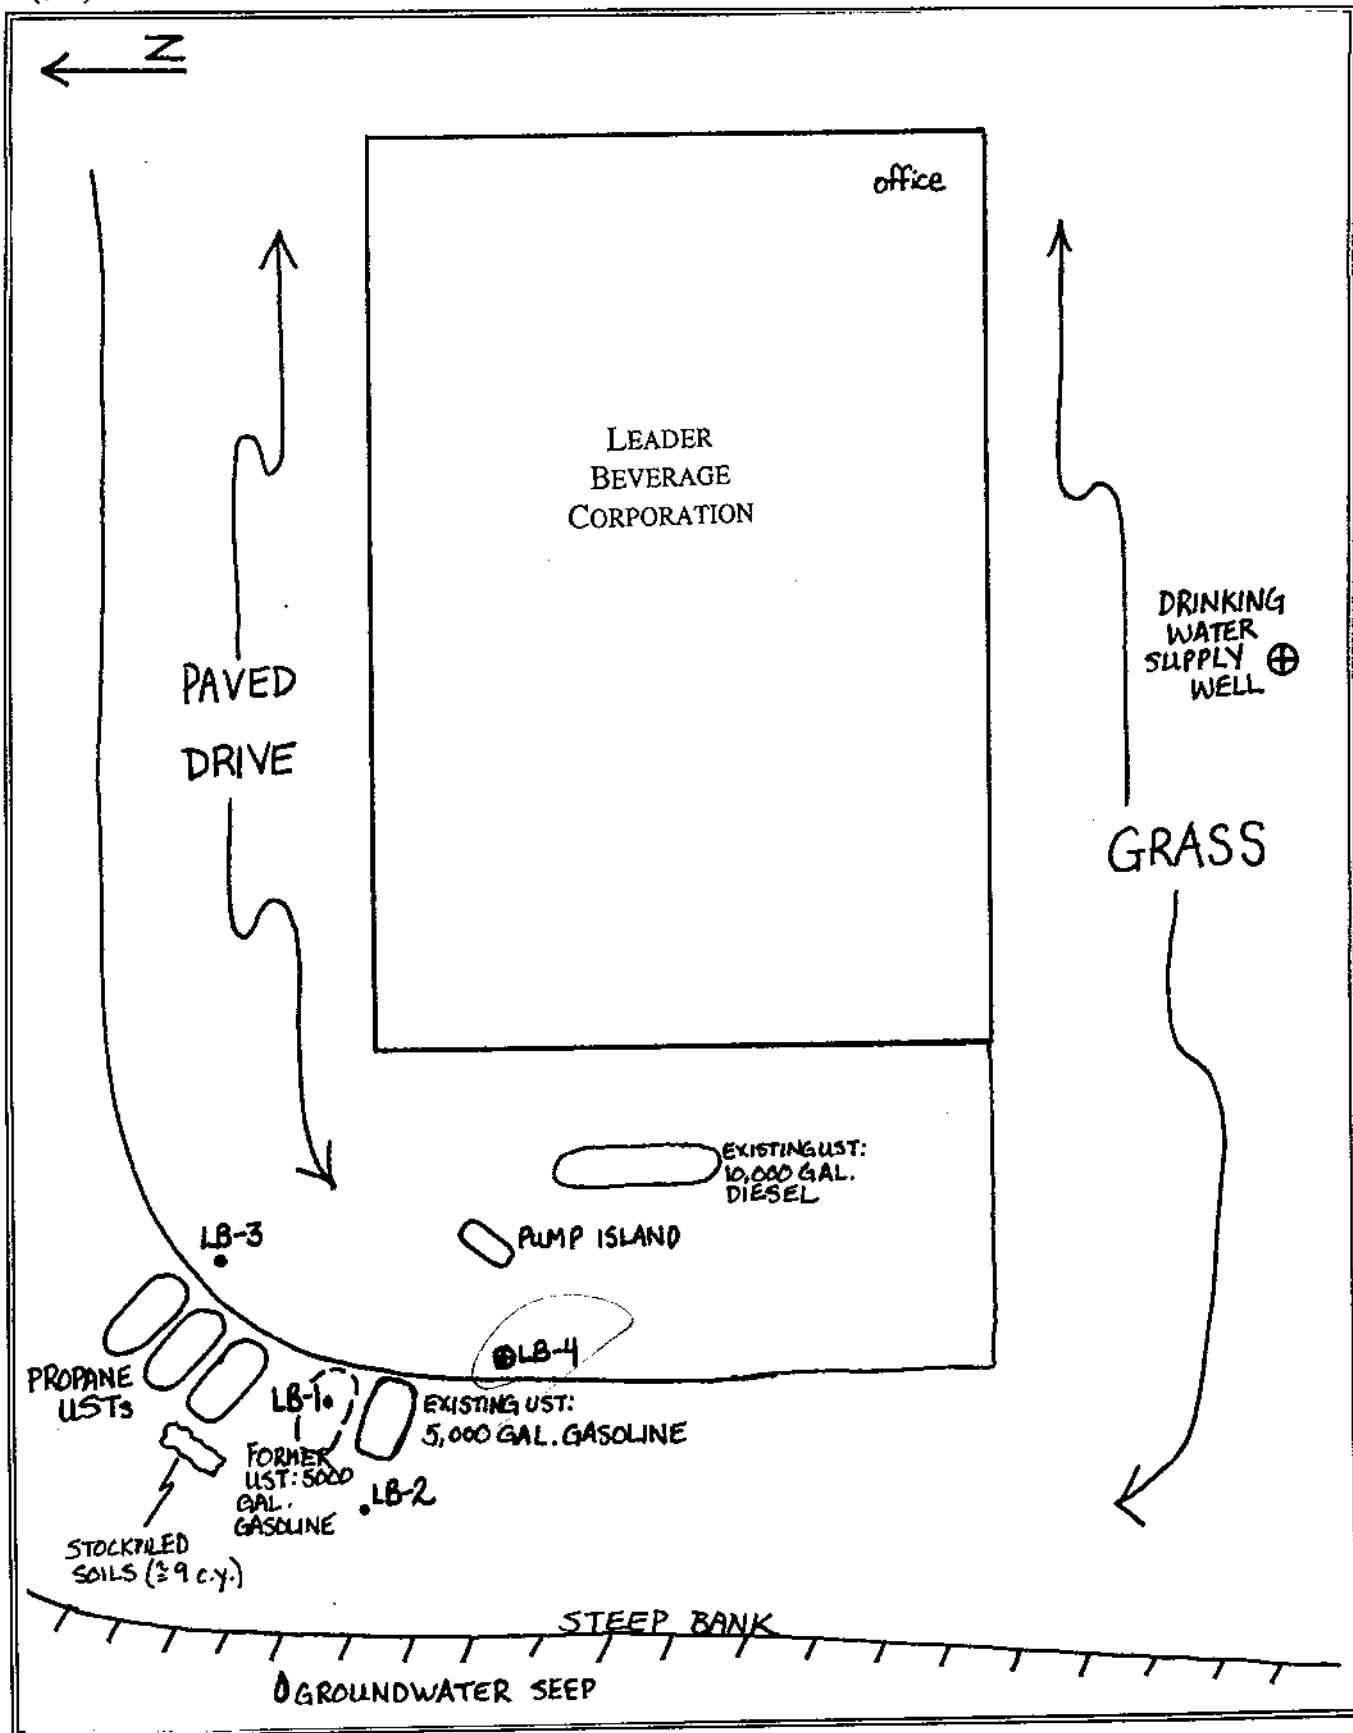 N
office
LEADER
BEVERAGE
CORPORATION
DRINKING
WATER
SUPPLY
WELL
PAVED
DRIVE
GRASS
EXISTING UST:
10,000 GAL.
DIESEL
LB-3
PUMP ISLAND
LB-4
PROPANE
USTs
LB-1
EXISTING UST:
5,000 GAL. GASOLINE
FORMER
UST: 5000
GAL.
GASOLINE
LB-2
STOCKPILED
SOILS (≅9 c.y.)
STEEP BANK
GROUNDWATER SEEP